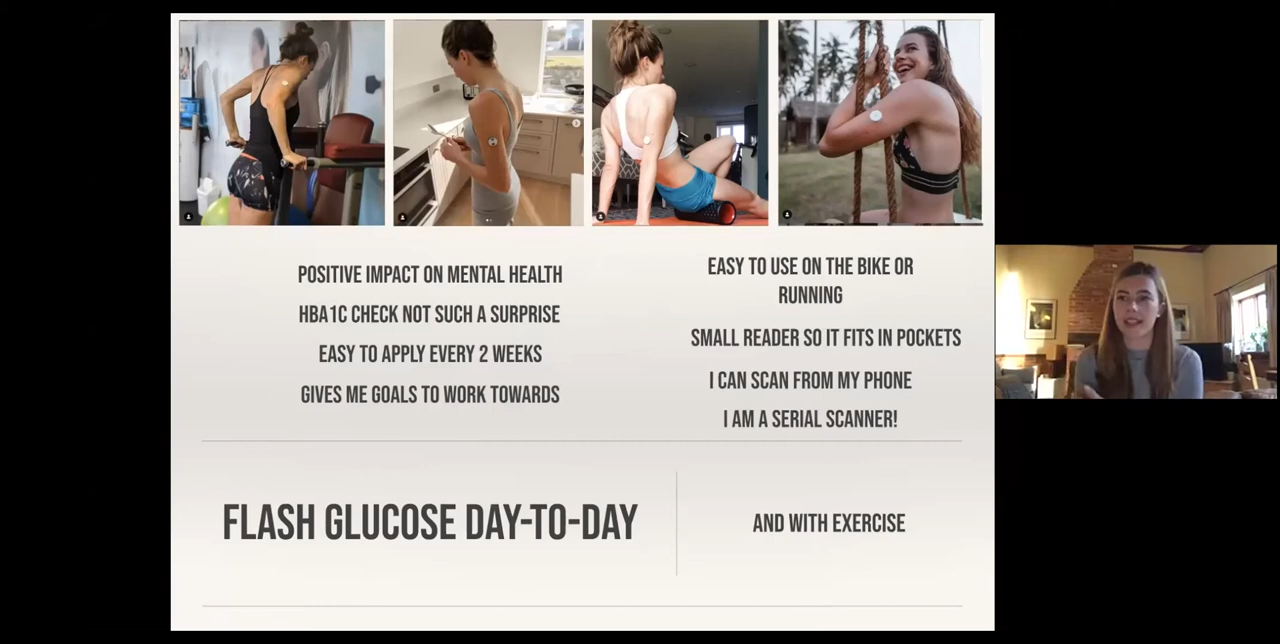 POSITIVE IMPACT ON MENTAL HEALTH
HBA1C CHECK NOT SUCH A SURPRISE
EASY TO APPLY EVERY 2 WEEKS
GIVES ME GOALS TO WORK TOWARDS
EASY TO USE ON THE BIKE OR
RUNNING
SMALL READER SO IT FITS IN POCKETS
I CAN SCAN FROM MY PHONE
I AM A SERIAL SCANNER!
FLASH GLUCOSE DAY-TO-DAY
AND WITH EXERCISE